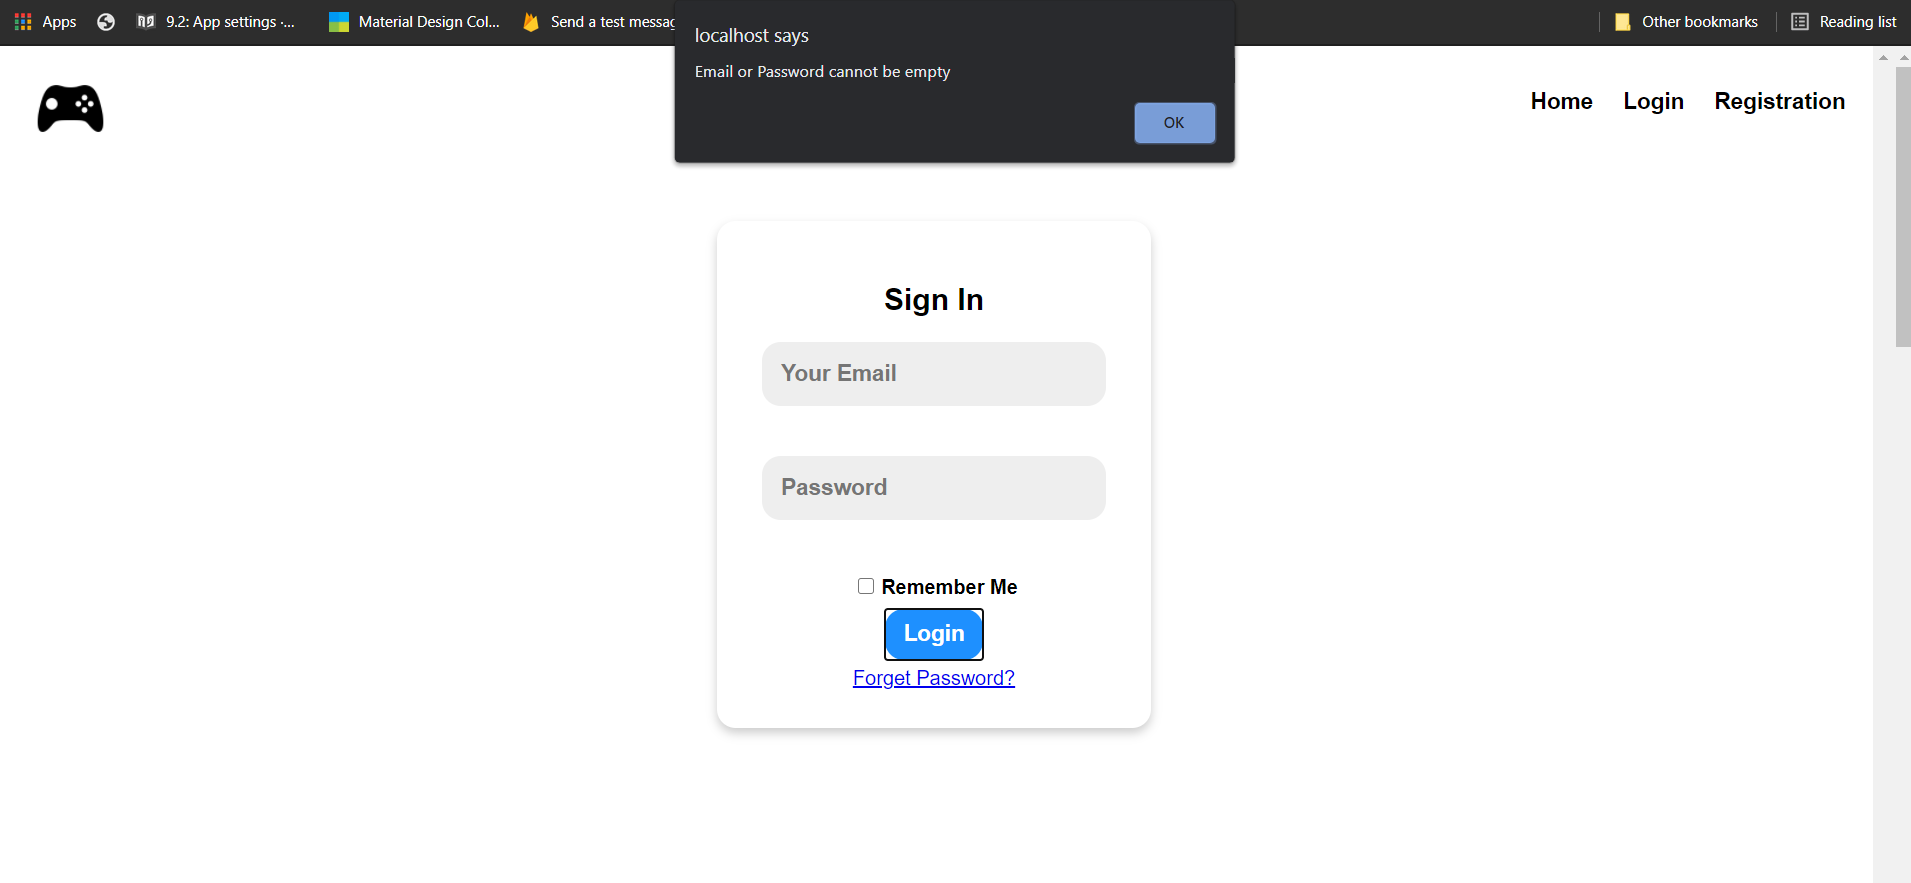 Apps 9.2: App settings ·... Material Design Col... Send a test messag Other bookmarks Reading list
localhost says
Email or Password cannot be empty
OK
Home Login Registration
Sign In
Your Email
Password
Remember Me
Login
Forget Password?